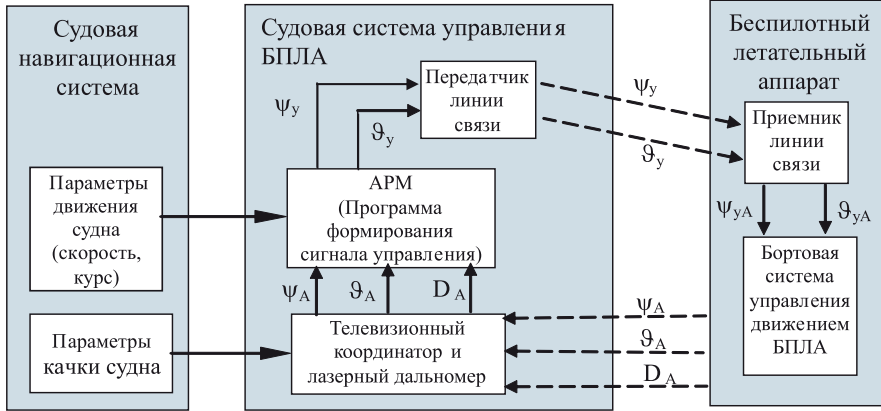 Судовая
навигационная
система
Параметры
движения
судна
(скорость,
курс)
Параметры
качки судна
Судовая система управления
БПЛА
Передатчик
линии
связи
ψу
ϑу
АРМ
(Программа
формирования
сигнала управления)
ψА
ϑА
DА
Телевизионный
координатор и
лазерный дальномер
ψу
ϑу
ψА
ϑА
DА
Беспилотный
летательный
аппарат
Приемник
линии
связи
ψуА
ϑуА
Бортовая
система
управления
движением
БПЛА